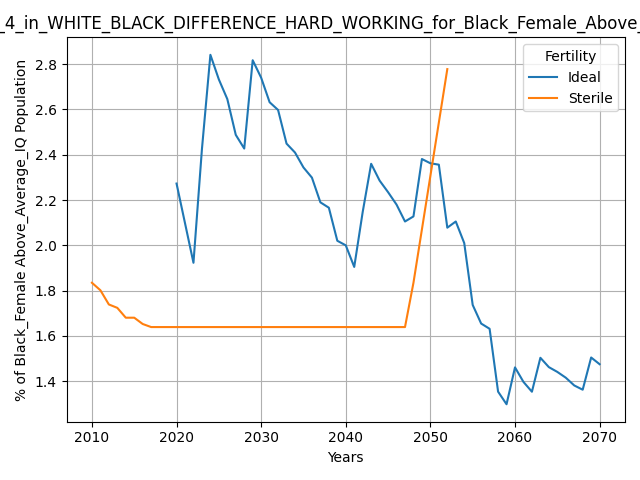 _4_in_WHITE_BLACK_DIFFERENCE_HARD_WORKING_for_Black_Female_Above_
Fertility
Ideal
Sterile
% of Black_Female Above_Average_IQ Population
2.8
2.6
2.4
2.2
2.0
1.8
1.6
1.4
2010 2020 2030 2040 2050 2060 2070
Years